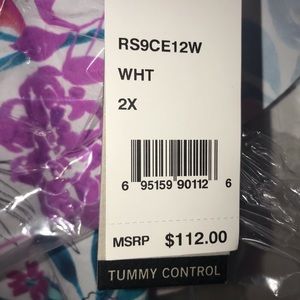 RS9CE12W
WHT
2X
6 95159 90112 6
MSRP $112.00
TUMMY CONTROL